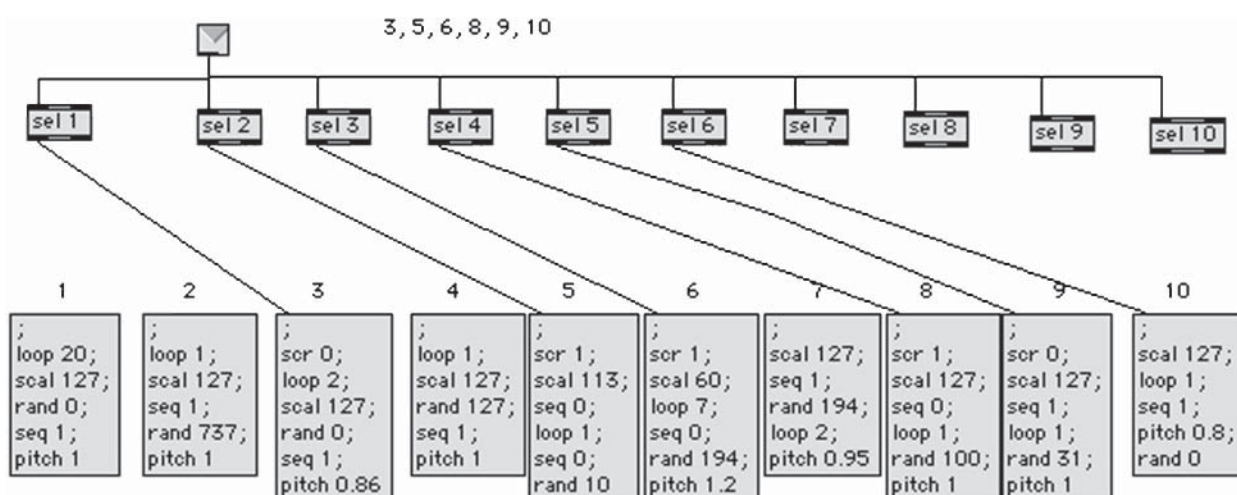 3, 5, 6, 8, 9, 10
sel 1
sel 2
sel 3
sel 4
sel 5
sel 6
sel 7
sel 8
sel 9
sel 10
1
;
loop 20;
scal 127;
rand 0;
seq 1;
pitch 1
2
;
loop 1;
scal 127;
seq 1;
rand 737;
pitch 1
3
;
scr 0;
loop 2;
scal 127;
rand 0;
seq 1;
pitch 0.86
4
;
loop 1;
scal 127;
rand 127;
seq 1;
pitch 1
5
;
scr 1;
scal 113;
seq 0;
loop 1;
seq 0;
rand 10
6
;
scr 1;
scal 60;
loop 7;
seq 0;
rand 194;
pitch 1.2
7
;
scal 127;
seq 1;
rand 194;
loop 2;
pitch 0.95
8
;
scr 1;
scal 127;
seq 0;
loop 1;
rand 100;
pitch 1
9
;
scr 0;
scal 127;
seq 1;
loop 1;
rand 31;
pitch 1
10
;
scal 127;
loop 1;
seq 1;
pitch 0.8;
rand 0